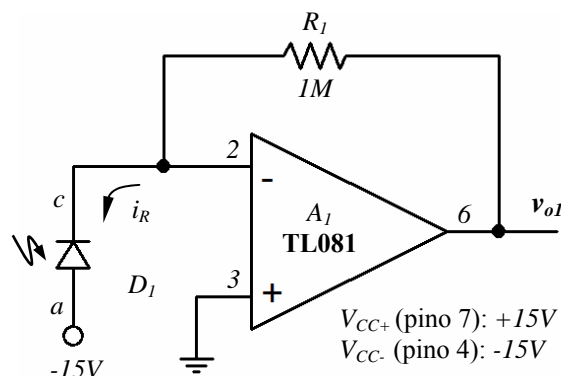 R1
1M
2
-
c
iR
A1
TL081
6
vo1
3
+
a
D1
-15V
VCC+ (pino 7): +15V
VCC- (pino 4): -15V